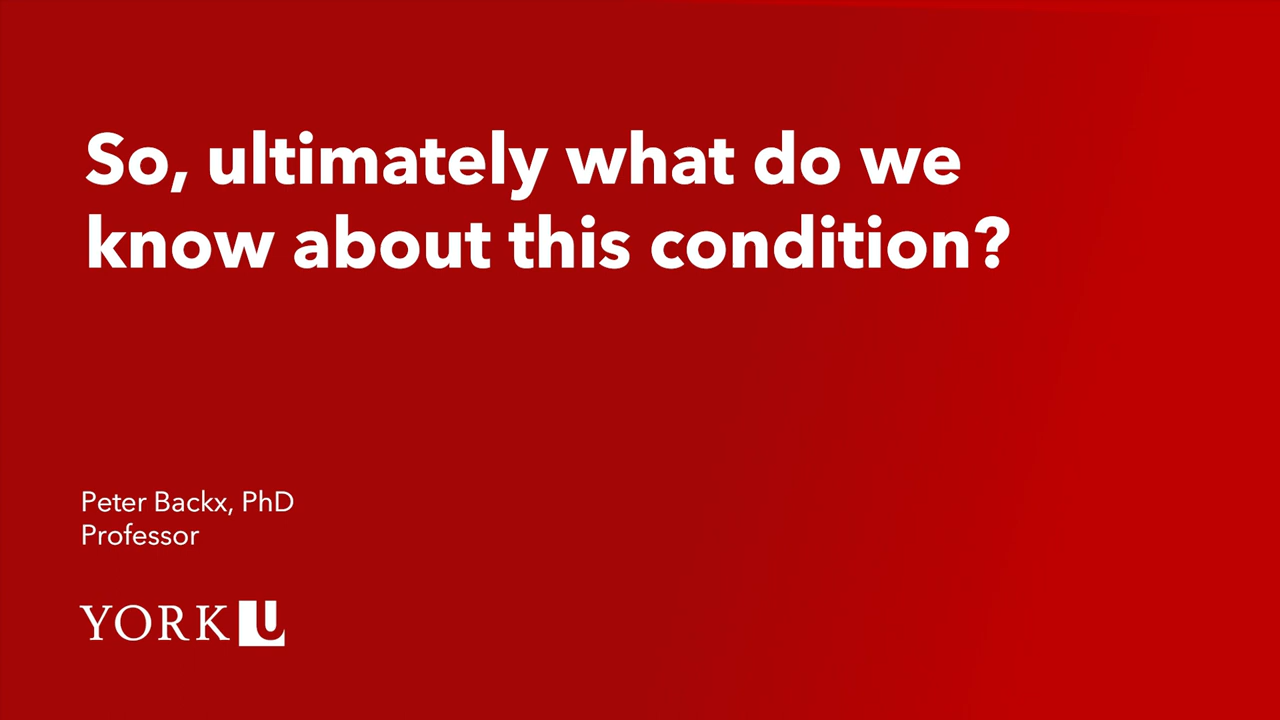 So, ultimately what do we
know about this condition?
Peter Backx, PhD
Professor
YORK U